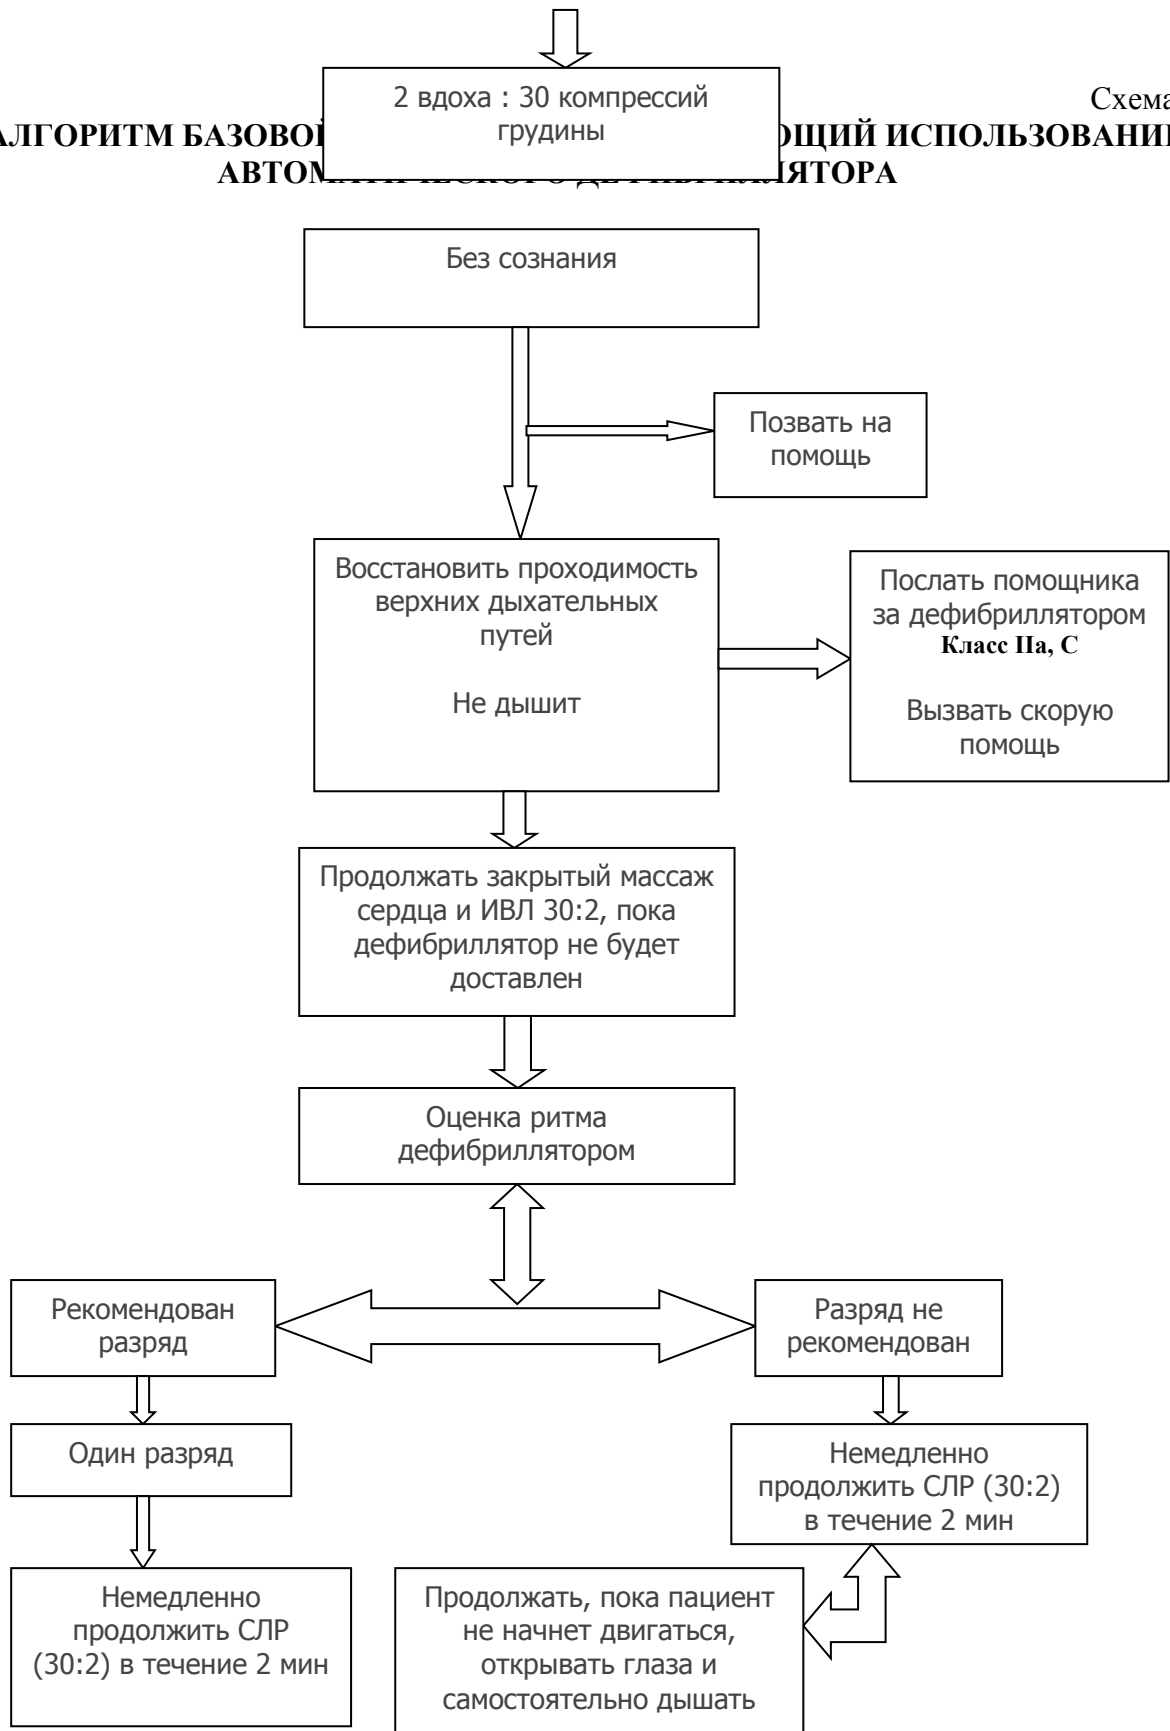 2 вдоха : 30 компрессий
грудины
Схема
АЛГОРИТМ БАЗОВОЙ ЮЩИЙ ИСПОЛЬЗОВАНИЕ
АВТОМАТИЧЕСКОГО ДЕФИБРИЛЛЯТОРА
Без сознания
Позвать на
помощь
Восстановить проходимость
верхних дыхательных
путей
Не дышит
Послать помощника
за дефибриллятором
Класс IIa, С
Вызвать скорую
помощь
Продолжать закрытый массаж
сердца и ИВЛ 30:2, пока
дефибриллятор не будет
доставлен
Оценка ритма
дефибриллятором
Рекомендован
разряд
Разряд не
рекомендован
Один разряд
Немедленно
продолжить СЛР (30:2)
в течение 2 мин
Немедленно
продолжить СЛР
(30:2) в течение 2 мин
Продолжать, пока пациент
не начнет двигаться,
открывать глаза и
самостоятельно дышать